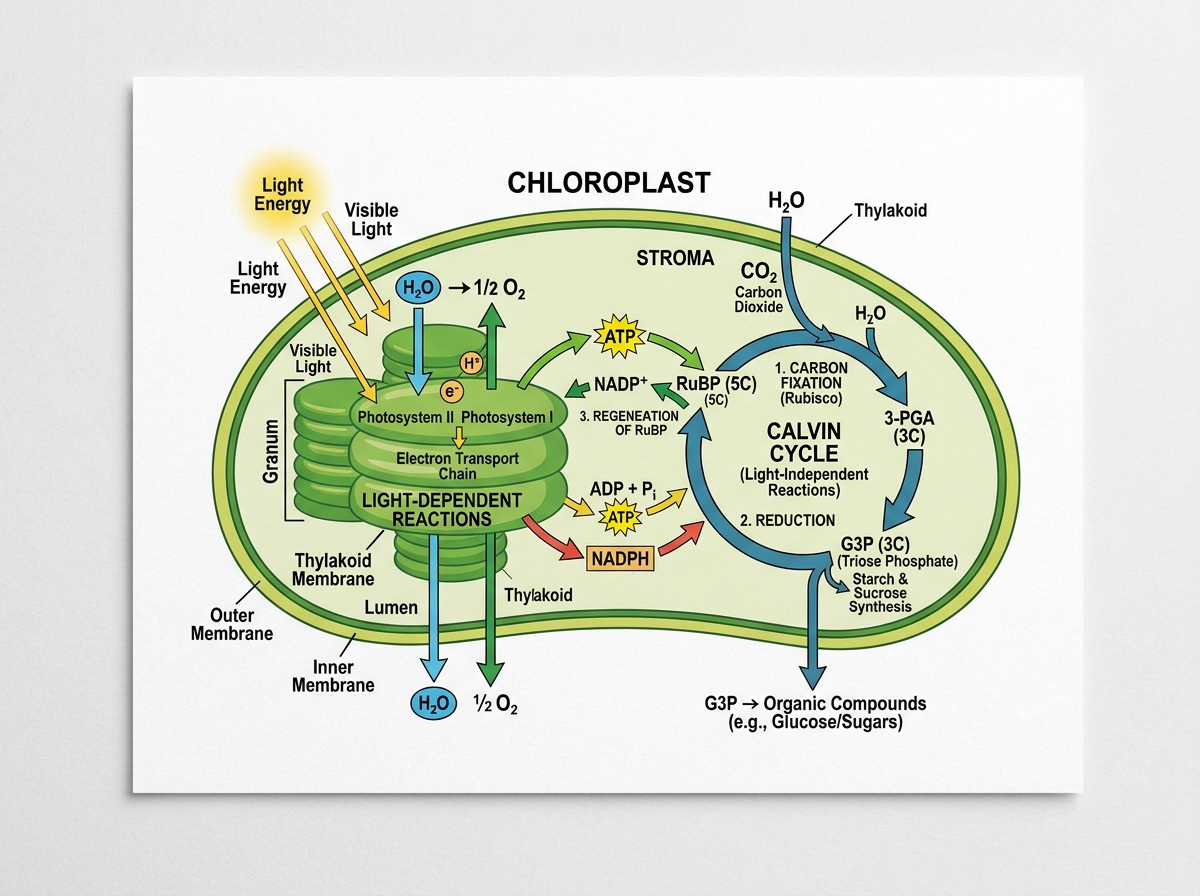 CHLOROPLAST
Light
Energy
Visible
Light
Light
Energy
H₂O
Thylakoid
STROMA
CO₂
Carbon
Dioxide
H₂O → 1/2 O₂
H₂O
Visible
Light
ATP
H⁺
e⁻
NADP⁺
RuBP (5C)
(5C)
1. CARBON
FIXATION
(Rubisco)
Photosystem II Photosystem I
3. REGENEATION
OF RuBP
3-PGA
(3C)
Granum
Electron Transport
Chain
CALVIN
CYCLE
(Light-Independent
Reactions)
LIGHT-DEPENDENT
REACTIONS
ADP + Pᵢ
ATP
2. REDUCTION
NADPH
G3P (3C)
(Triose Phosphate)
Starch &
Sucrose
Synthesis
Thylakoid
Membrane
Thylakoid
Lumen
Outer
Membrane
Inner
Membrane
H₂O
½ O₂
G3P → Organic Compounds
(e.g., Glucose/Sugars)